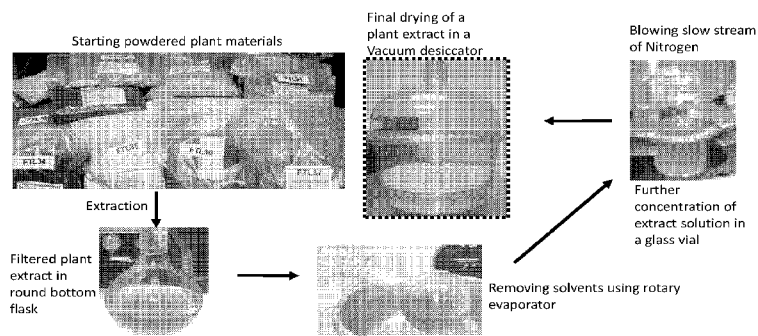 Starting powdered plant materials
Final drying of a
plant extract in a
Vacuum desiccator
Blowing slow stream
of Nitrogen
Extraction
Further
concentration of
extract solution in
a glass vial
Filtered plant
extract in
round bottom
flask
Removing solvents using rotary
evaporator